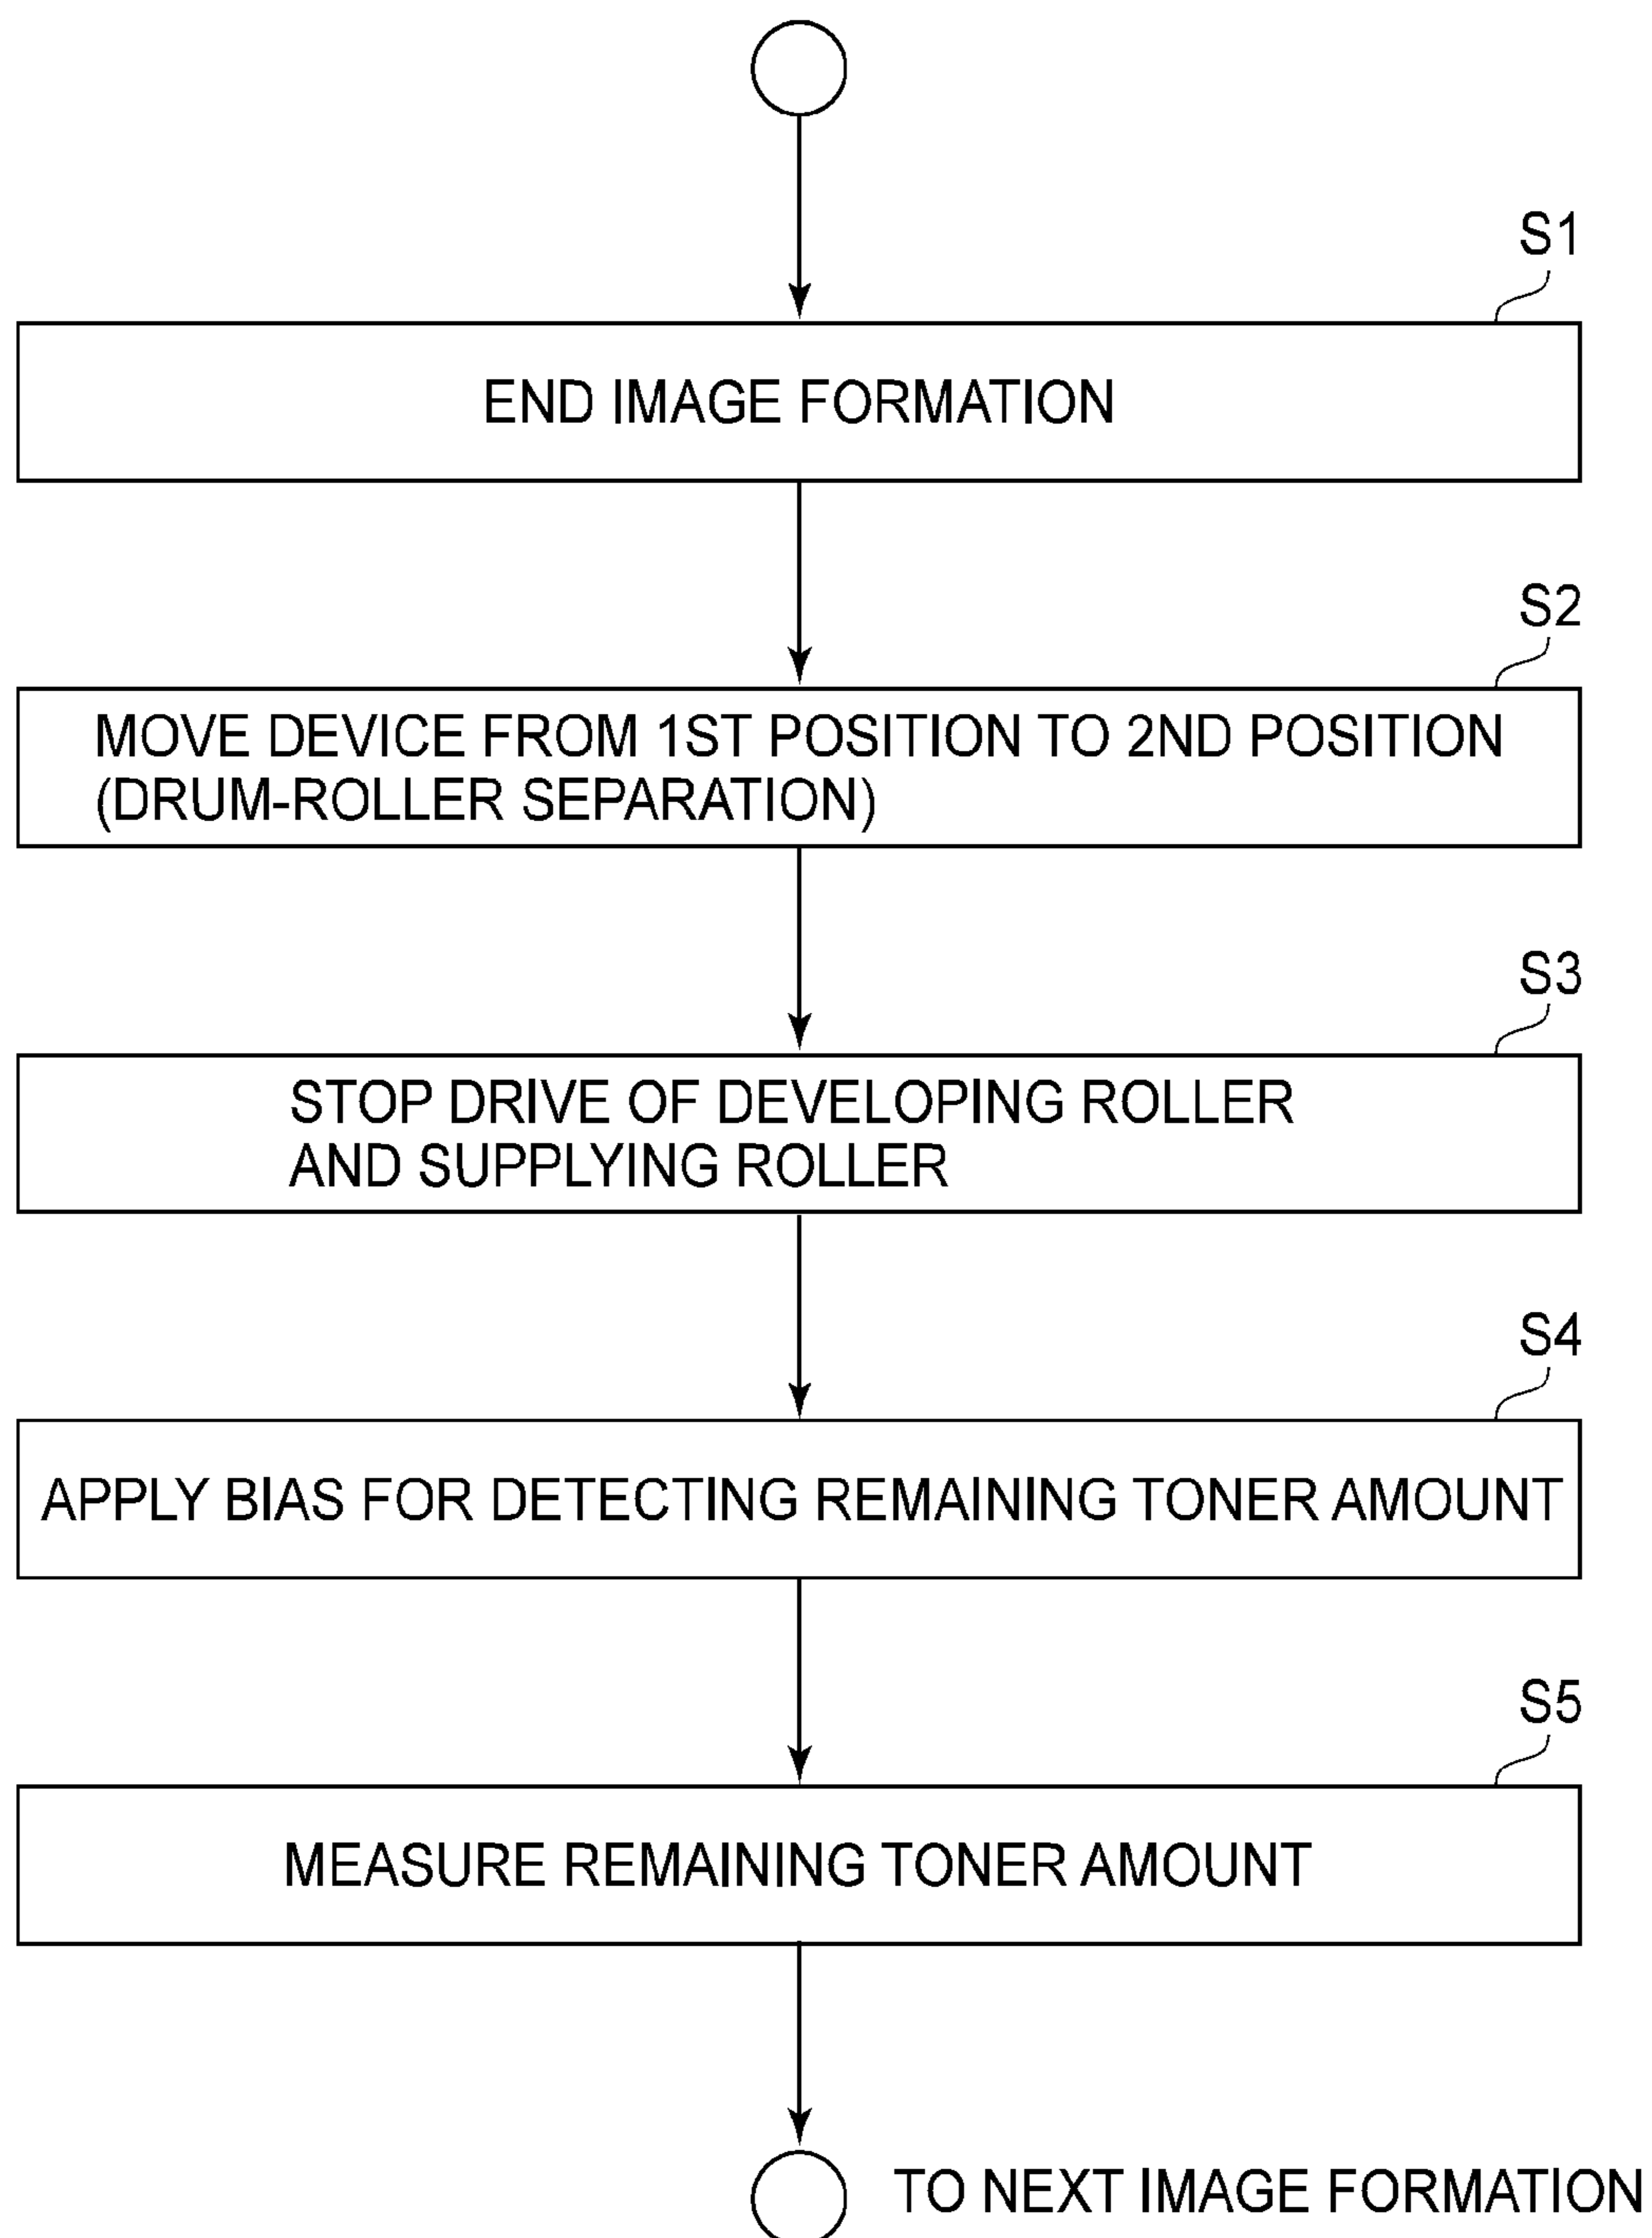 S1
END IMAGE FORMATION
S2
MOVE DEVICE FROM 1ST POSITION TO 2ND POSITION
(DRUM-ROLLER SEPARATION)
S3
STOP DRIVE OF DEVELOPING ROLLER
AND SUPPLYING ROLLER
S4
APPLY BIAS FOR DETECTING REMAINING TONER AMOUNT
S5
MEASURE REMAINING TONER AMOUNT
TO NEXT IMAGE FORMATION